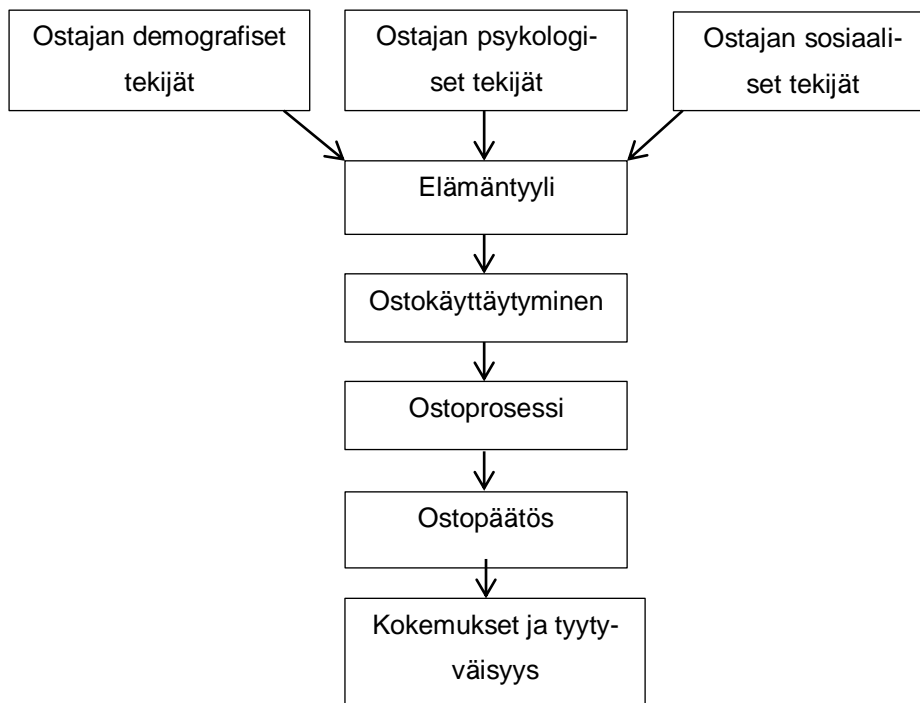 Ostajan demografiset
tekijät
Ostajan psykologi-
set tekijät
Ostajan sosiaali-
set tekijät
Elämäntyyli
Ostokäyttäytyminen
Ostoprosessi
Ostopäätös
Kokemukset ja tyyty-
väisyys